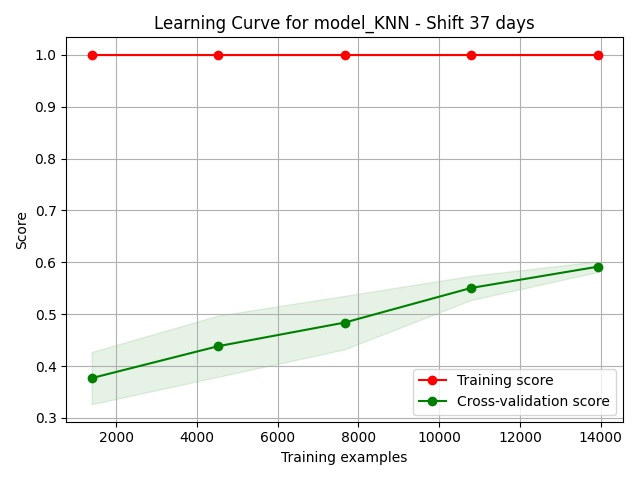 Learning Curve for model_KNN - Shift 37 days
1.0
0.9
0.8
0.7
0.6
0.5
0.4
0.3
Score
2000 4000 6000 8000 10000 12000 14000
Training examples
Training score
Cross-validation score